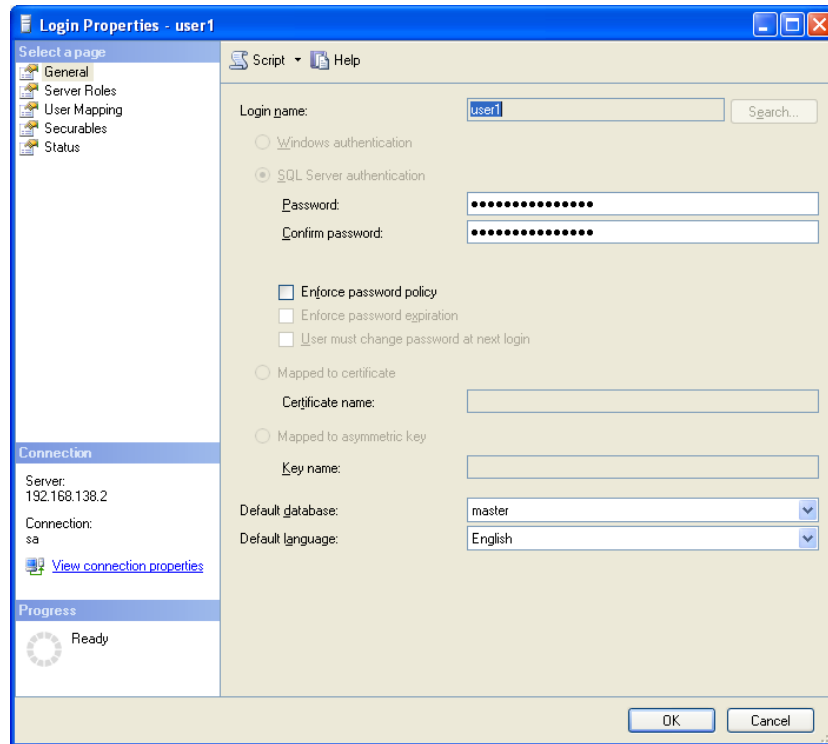 Login Properties - user1
Select a page
General
Server Roles
User Mapping
Securables
Status
Script
Help
Login name:
user1
Search...
Windows authentication
SQL Server authentication
Password:
●●●●●●●●●●●●●●●
Confirm password:
●●●●●●●●●●●●●●●
Enforce password policy
Enforce password expiration
User must change password at next login
Mapped to certificate
Certificate name:
Mapped to asymmetric key
Key name:
Default database:
master
Default language:
English
Connection
Server:
192.168.138.2
Connection:
sa
View connection properties
Progress
Ready
OK
Cancel